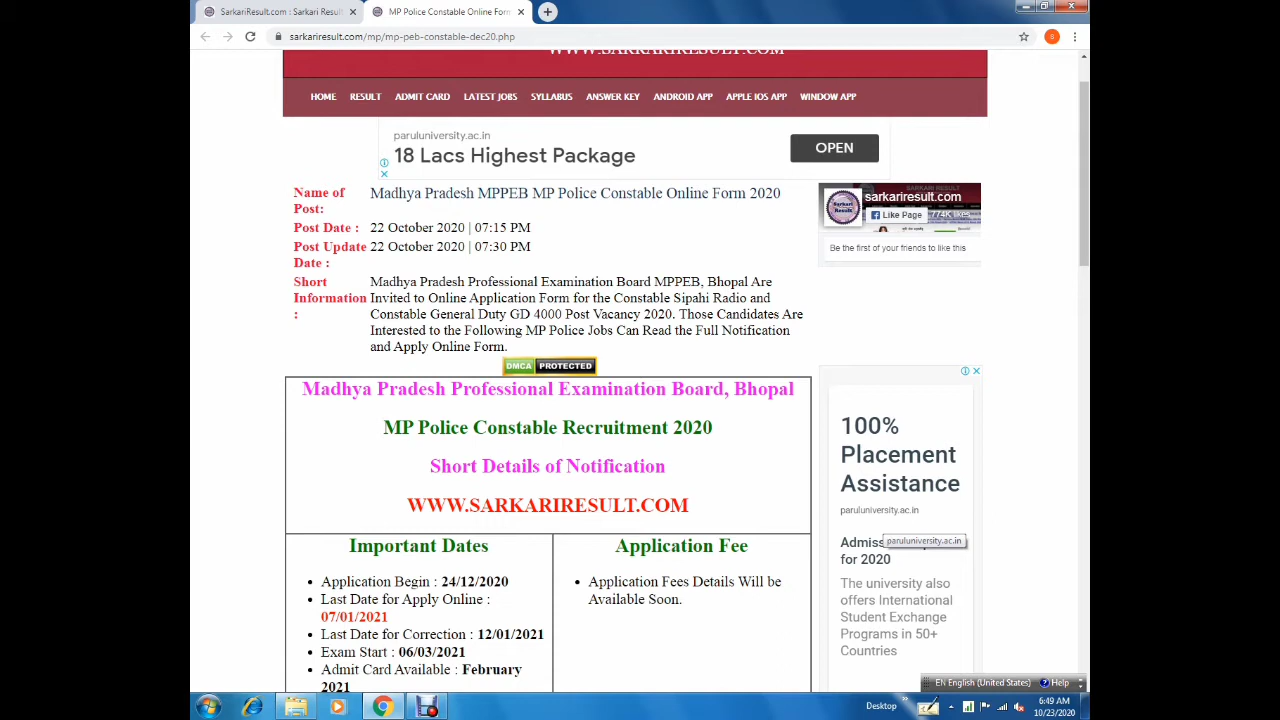 SarkariResult.com : Sarkari Resul
MP Police Constable Online Form
sarkariresult.com/mp/mp-peb-constable-dec20.php
S
WWW.SARKARIRESULT.COM
HOME RESULT ADMIT CARD LATEST JOBS SYLLABUS ANSWER KEY ANDROID APP APPLE IOS APP WINDOW APP
paruluniversity.ac.in
18 Lacs Highest Package
OPEN
Name of Post:
Madhya Pradesh MPPEB MP Police Constable Online Form 2020
Post Date :
22 October 2020 | 07:15 PM
Post Update Date :
22 October 2020 | 07:30 PM
Short Information :
Madhya Pradesh Professional Examination Board MPPEB, Bhopal Are
Invited to Online Application Form for the Constable Sipahi Radio and
Constable General Duty GD 4000 Post Vacancy 2020. Those Candidates Are
Interested to the Following MP Police Jobs Can Read the Full Notification
and Apply Online Form.
SARKARI RESULT
Sarkari Result
sarkariresult.com
Like Page
774K likes
Be the first of your friends to like this
DMCA PROTECTED
Madhya Pradesh Professional Examination Board, Bhopal
MP Police Constable Recruitment 2020
Short Details of Notification
WWW.SARKARIRESULT.COM
Important Dates
Application Begin : 24/12/2020
Last Date for Apply Online :
07/01/2021
Last Date for Correction : 12/01/2021
Exam Start : 06/03/2021
Admit Card Available : February
2021
Application Fee
Application Fees Details Will be
Available Soon.
100%
Placement
Assistance
paruluniversity.ac.in
paruluniversity.ac.in
for 2020
The university also
offers International
Student Exchange
Programs in 50+
Countries
EN English (United States) Help
Desktop
6:49 AM
10/23/2020